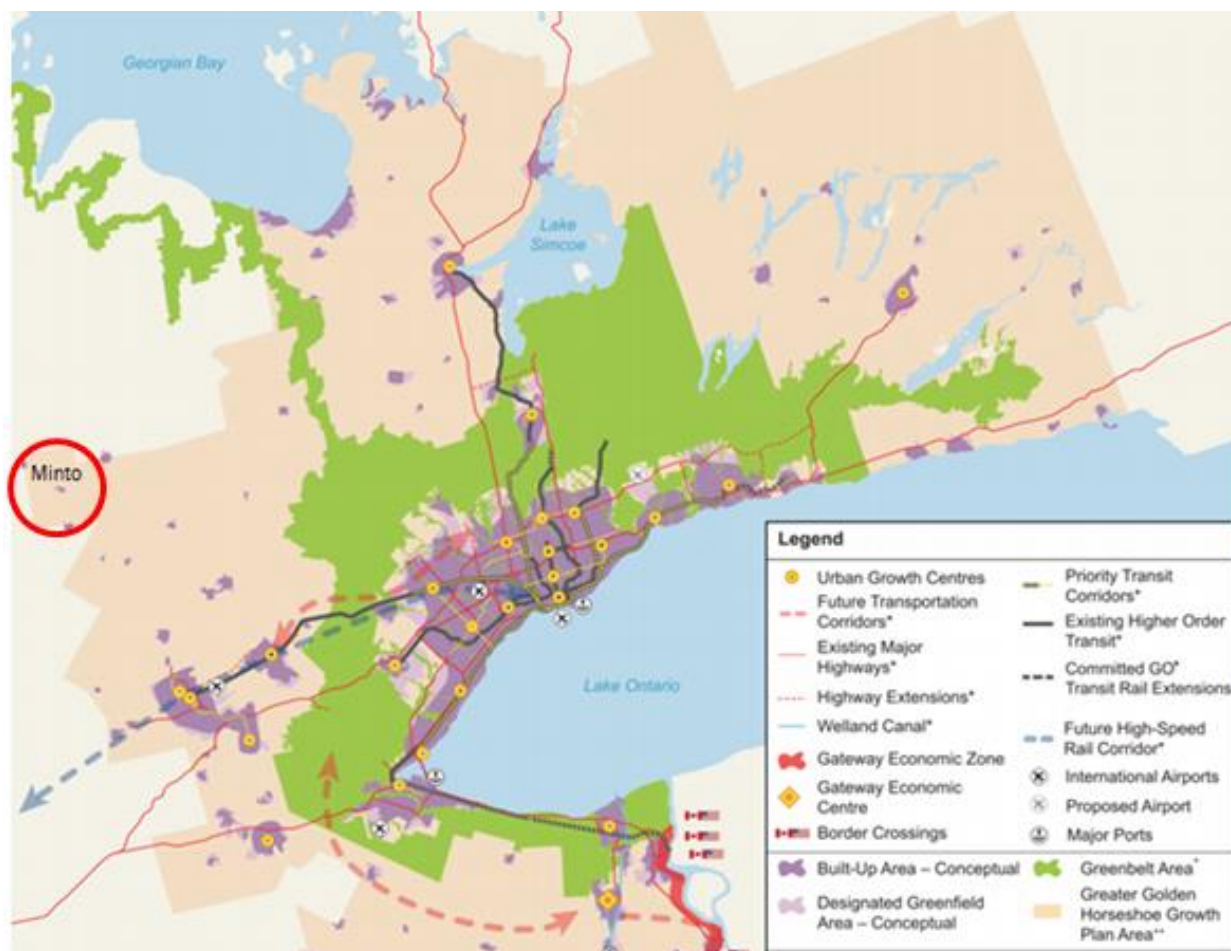 Georgian Bay
Lake
Simcoe
Minto
Lake Ontario
Legend
Urban Growth Centres
Future Transportation
Corridors*
Existing Major
Highways*
Highway Extensions*
Welland Canal*
Gateway Economic Zone
Gateway Economic
Centre
Border Crossings
Built-Up Area – Conceptual
Designated Greenfield
Area – Conceptual
Priority Transit
Corridors*
Existing Higher Order
Transit*
Committed GO*
Transit Rail Extensions
Future High-Speed
Rail Corridor*
International Airports
Proposed Airport
Major Ports
Greenbelt Area+
Greater Golden
Horseshoe Growth
Plan Area++